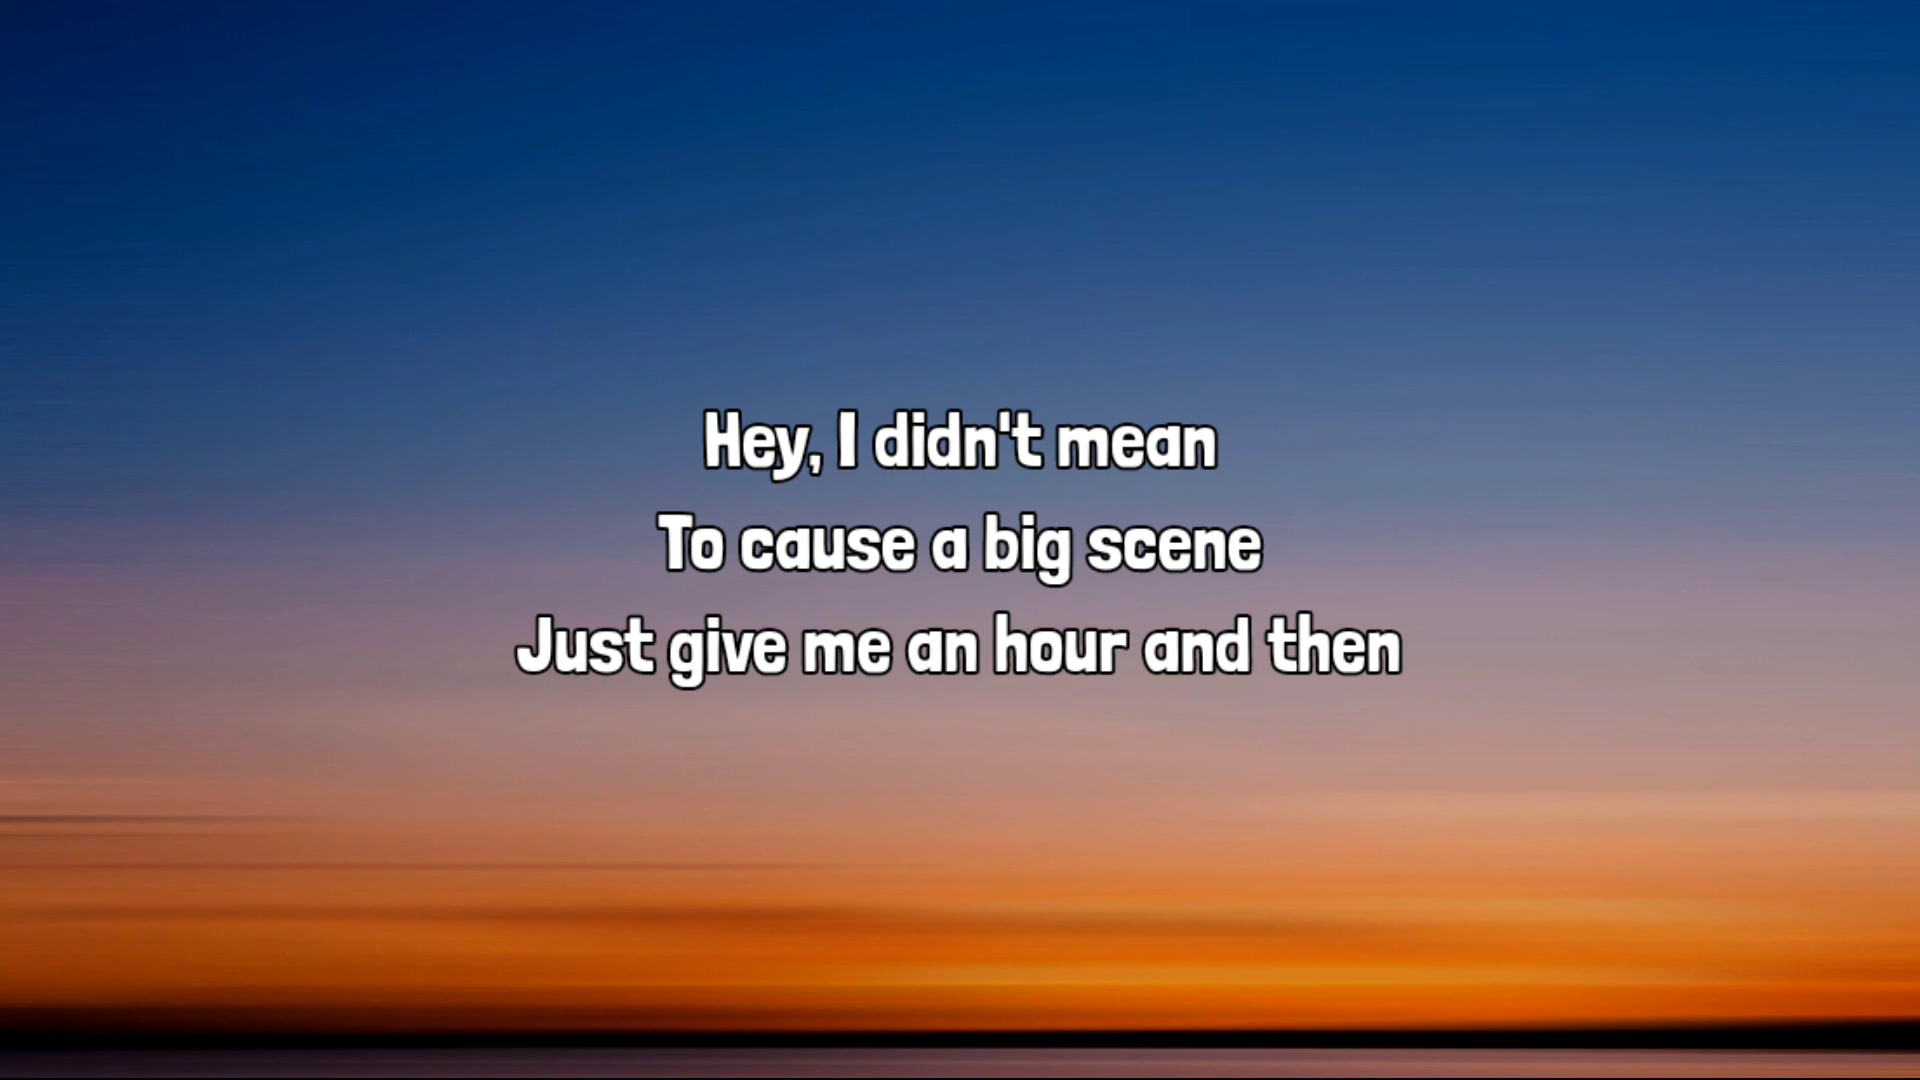 Hey, I didn't mean
To cause a big scene
Just give me an hour and then